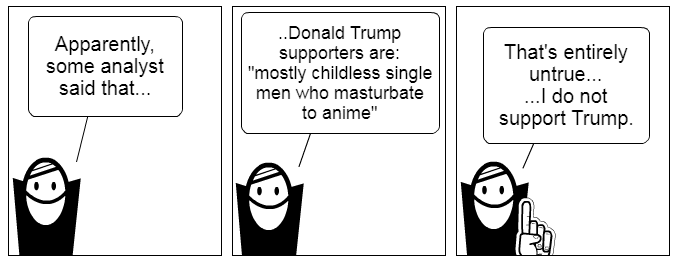 Apparently,
some analyst
said that...
..Donald Trump
supporters are:
"mostly childless single
men who masturbate
to anime"
That's entirely
untrue...
...I do not
support Trump.